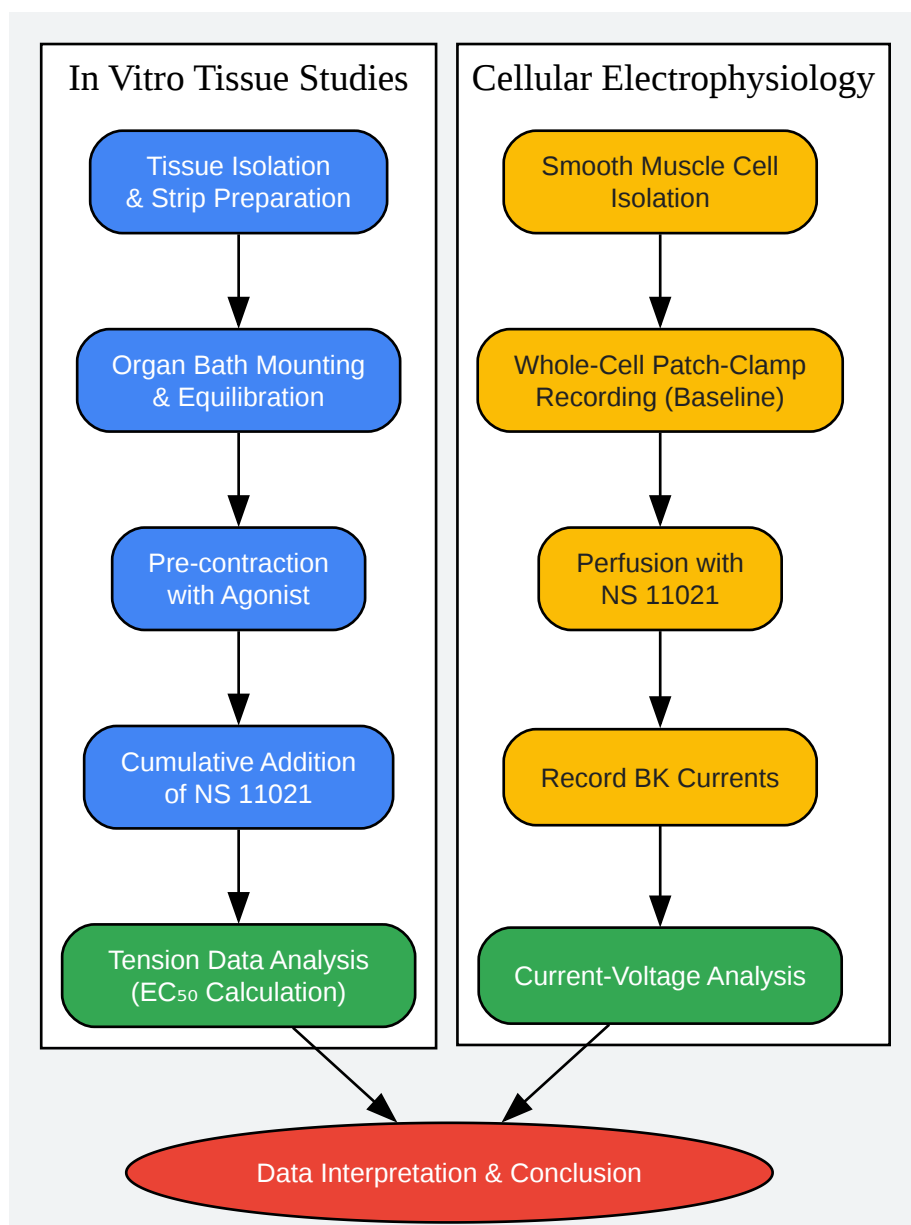 In Vitro Tissue Studies
Tissue Isolation
& Strip Preparation
Organ Bath Mounting
& Equilibration
Pre-contraction
with Agonist
Cumulative Addition
of NS 11021
Tension Data Analysis
(EC₅₀ Calculation)
Cellular Electrophysiology
Smooth Muscle Cell
Isolation
Whole-Cell Patch-Clamp
Recording (Baseline)
Perfusion with
NS 11021
Record BK Currents
Current-Voltage Analysis
Data Interpretation & Conclusion